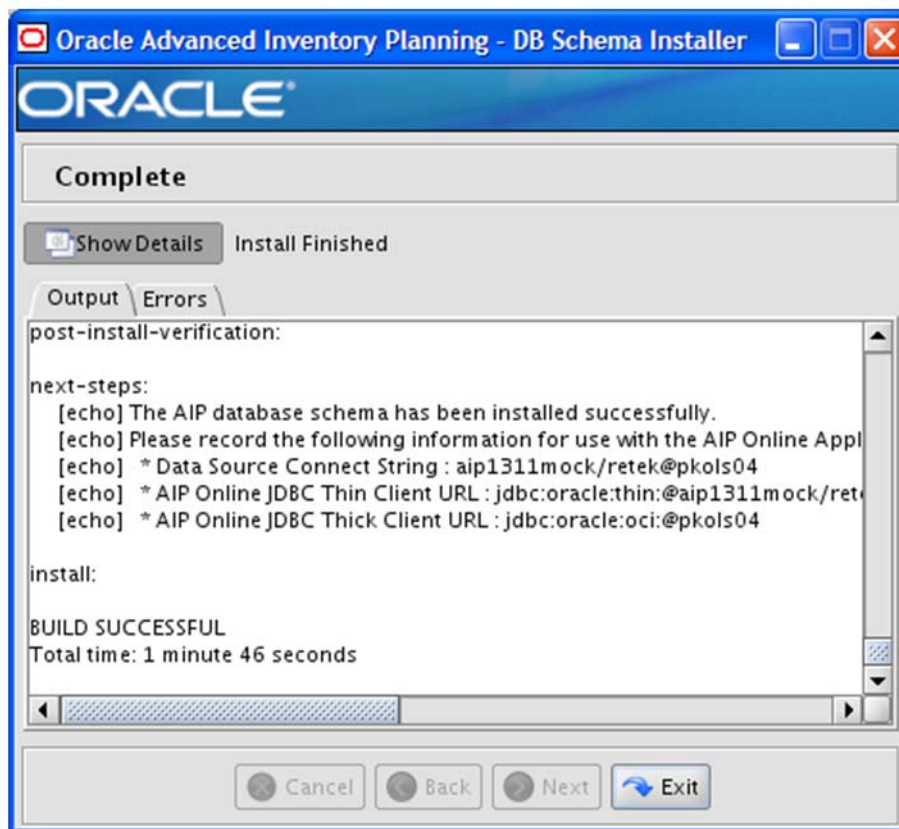 Oracle Advanced Inventory Planning - DB Schema Installer
ORACLE
Complete
Show Details Install Finished
Output Errors
post-install-verification:
next-steps:
[echo] The AIP database schema has been installed successfully.
[echo] Please record the following information for use with the AIP Online Appl
[echo] * Data Source Connect String : aip1311mock/retek@pkols04
[echo] * AIP Online JDBC Thin Client URL : jdbc:oracle:thin:@aip1311mock/rete
[echo] * AIP Online JDBC Thick Client URL : jdbc:oracle:oci:@pkols04
install:
BUILD SUCCESSFUL
Total time: 1 minute 46 seconds
Cancel Back Next Exit